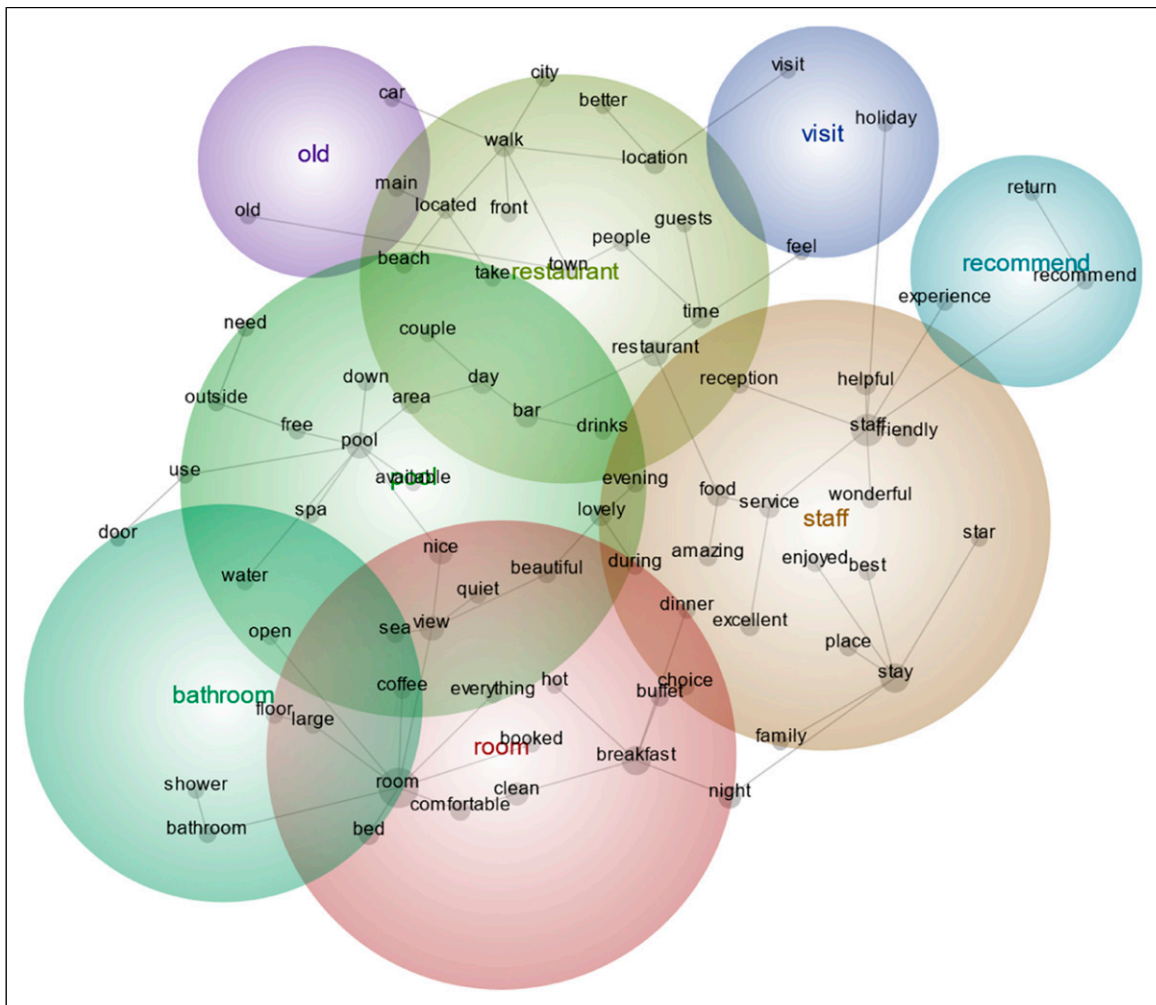 city
visit
car
better
holiday
walk
visit
old
location
main
return
located
old
front
guests
people
feel
beach
town
recommend
take
restaurant
recommend
experience
need
time
couple
restaurant
down
day
reception
helpful
outside
area
bar
free
drinks
staff
friendly
pool
use
available
pool
evening
food
wonderful
spa
lovely
service
door
staff
star
nice
amazing
enjoyed
best
water
beautiful
during
quiet
dinner
open
sea
view
excellent
place
bathroom
coffee
everything
hot
choice
buffet
stay
floor
large
booked
family
room
breakfast
shower
room
clean
night
comfortable
bathroom
bed